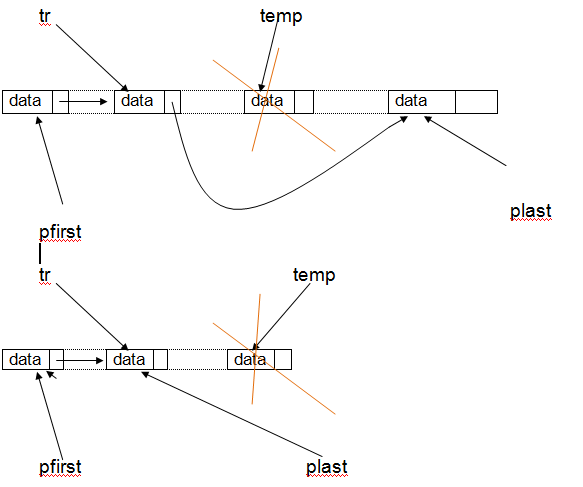 tr temp
data data data data
plast
pfirst
tr temp
data data data
pfirst plast